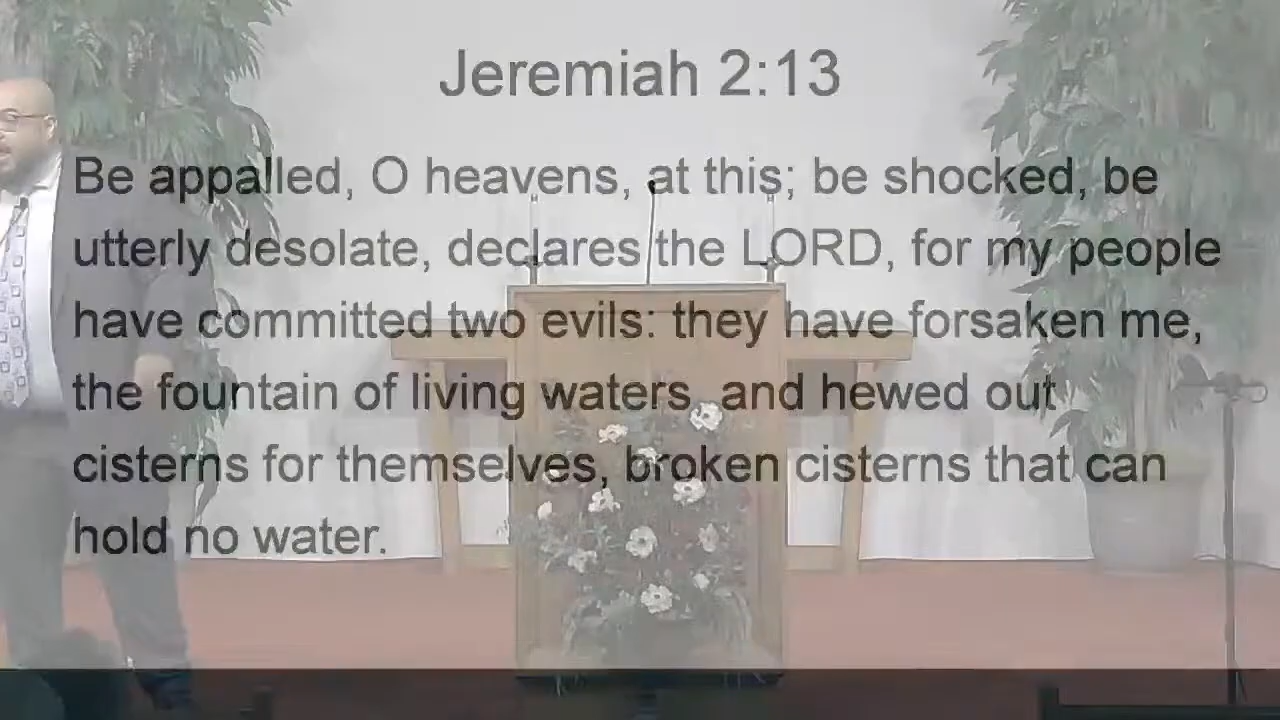 Jeremiah 2:13
Be appalled, O heavens, at this; be shocked, be
utterly desolate, declares the LORD, for my people
have committed two evils: they have forsaken me,
the fountain of living waters, and hewed out
cisterns for themselves, broken cisterns that can
hold no water.